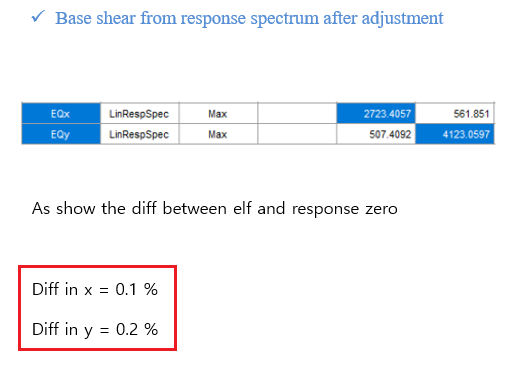 ✓ Base shear from response spectrum after adjustment
EQx LinRespSpec Max 2723.4057 561.851
EQy LinRespSpec Max 507.4092 4123.0597
As show the diff between elf and response zero
Diff in x = 0.1 %
Diff in y = 0.2 %